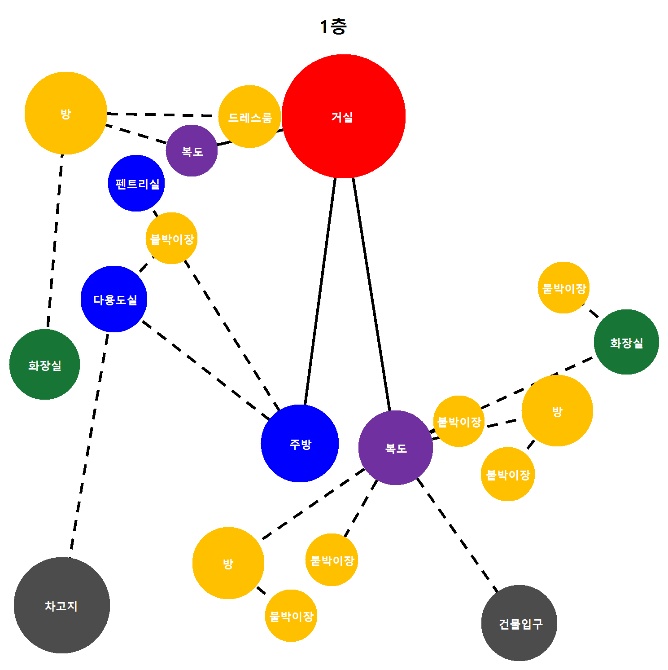 1층
방
드레스룸
거실
복도
펜트리실
붙박이장
다용도실
붙박이장
화장실
화장실
방
붙박이장
주방
복도
붙박이장
방
붙박이장
붙박이장
차고지
건물입구